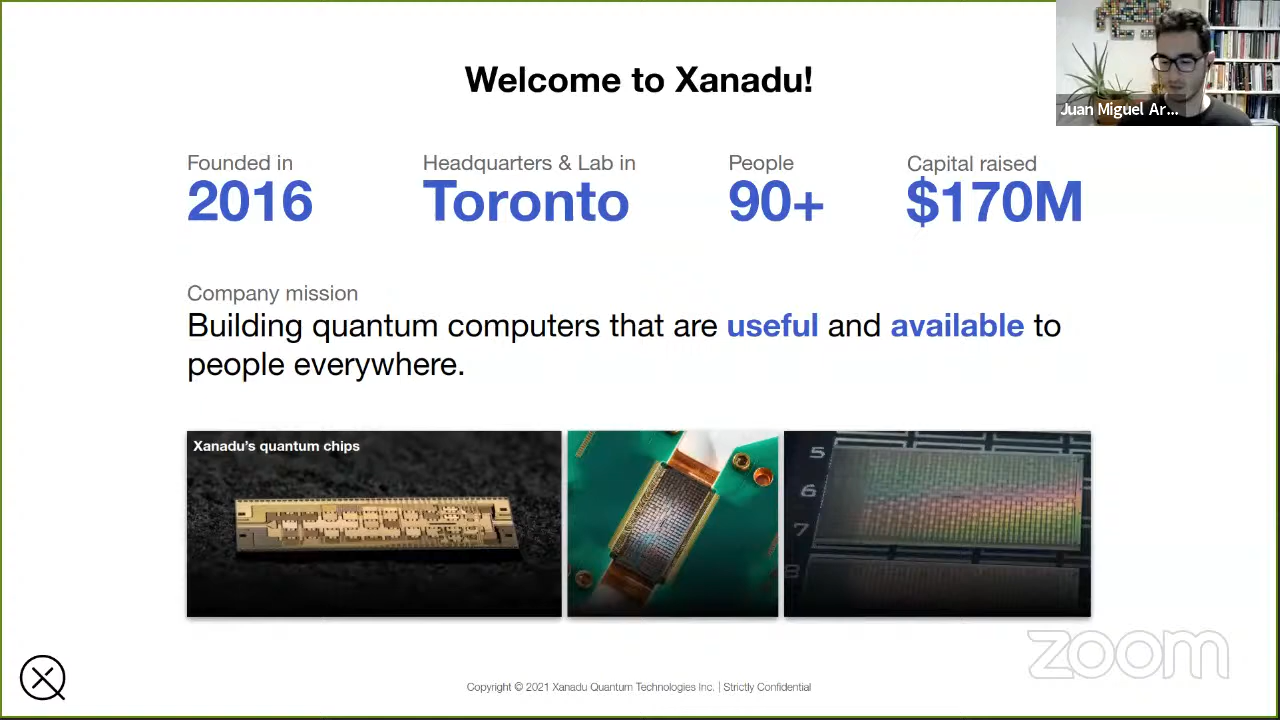 Welcome to Xanadu!
Juan Miguel Ar...
Founded in
2016
Headquarters & Lab in
Toronto
People
90+
Capital raised
$170M
Company mission
Building quantum computers that are useful and available to
people everywhere.
Xanadu's quantum chips
5
6
7
8
zoom
Copyright © 2021 Xanadu Quantum Technologies Inc. | Strictly Confidential